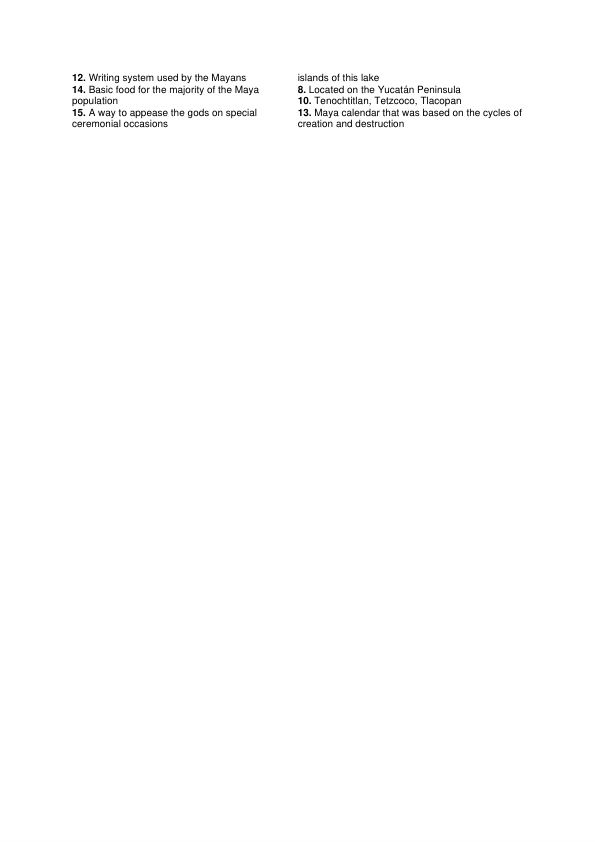 12. Writing system used by the Mayans
14. Basic food for the majority of the Maya
population
15. A way to appease the gods on special
ceremonial occasions
islands of this lake
8. Located on the Yucatán Peninsula
10. Tenochtitlan, Tetzcoco, Tlacopan
13. Maya calendar that was based on the cycles of
creation and destruction